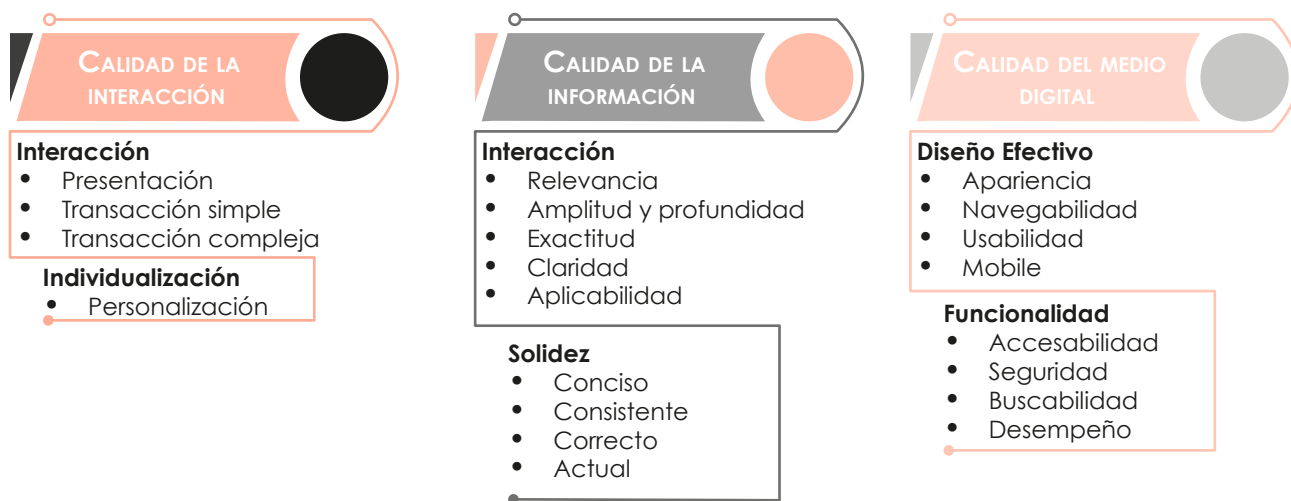 CALIDAD DE LA
INTERACCIÓN
Interacción
• Presentación
• Transacción simple
• Transacción compleja
Individualización
• Personalización
CALIDAD DE LA
INFORMACIÓN
Interacción
• Relevancia
• Amplitud y profundidad
• Exactitud
• Claridad
• Aplicabilidad
Solidez
• Conciso
• Consistente
• Correcto
• Actual
CALIDAD DEL MEDIO
DIGITAL
Diseño Efectivo
• Apariencia
• Navegabilidad
• Usabilidad
• Mobile
Funcionalidad
• Accesabilidad
• Seguridad
• Buscabilidad
• Desempeño